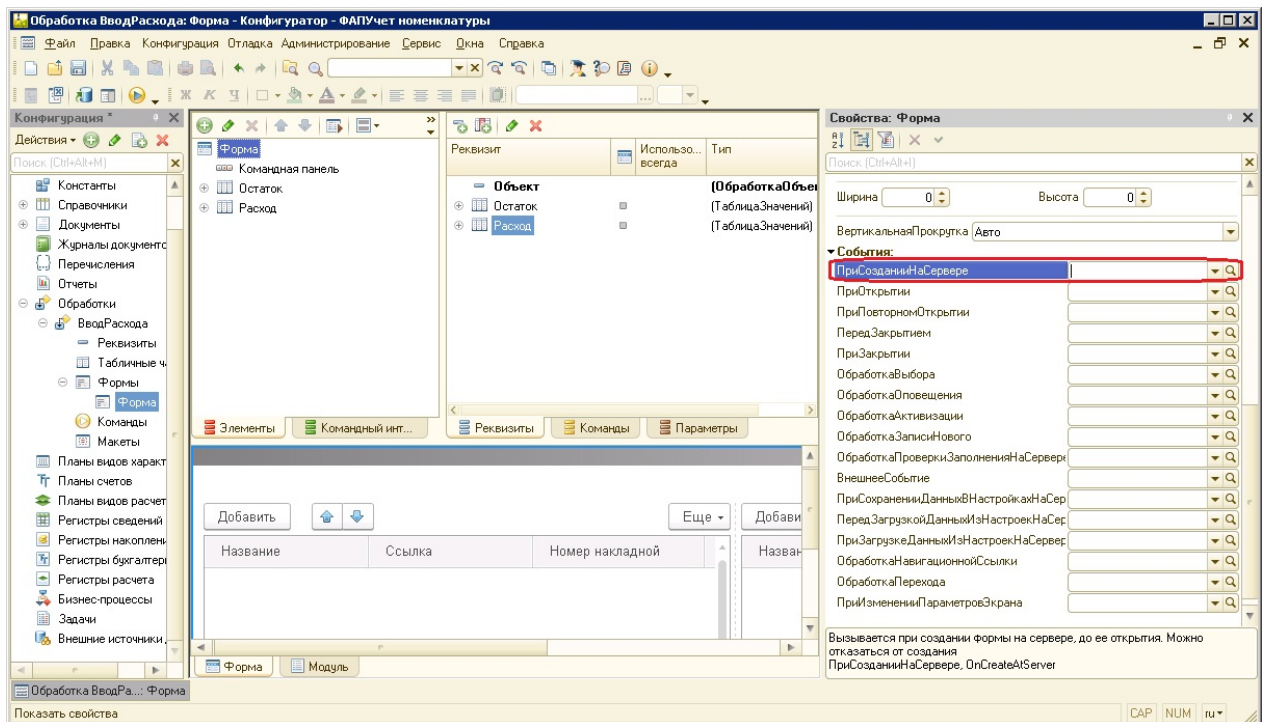 Обработка ВводРасхода: Форма - Конфигуратор - ФАПУчет номенклатуры
Файл Правка Конфигурация Отладка Администрирование Сервис Окна Справка
Ж К Ч
Конфигурация *
Действия
Поиск (Ctrl+Alt+M)
Константы
Справочники
Документы
Журналы документо
Перечисления
Отчеты
Обработки
ВводРасхода
Реквизиты
Табличные ча
Формы
Форма
Команды
Макеты
Планы видов характ
Планы счетов
Планы видов расчет
Регистры сведений
Регистры накоплени
Регистры бухгалтери
Регистры расчета
Бизнес-процессы
Задачи
Внешние источники
Форма
Командная панель
Остаток
Расход
Элементы
Командный инт...
Реквизит
Использо...
всегда
Тип
Объект
(ОбработкаОбъек
Остаток
(ТаблицаЗначений)
Расход
(ТаблицаЗначений)
Реквизиты
Команды
Параметры
Добавить
Еще
Добави
Название
Ссылка
Номер накладной
Назван
Форма
Модуль
Свойства: Форма
Поиск (Ctrl+Alt+I)
Ширина 0
Высота 0
ВертикальнаяПрокрутка Авто
События:
ПриСозданииНаСервере
ПриОткрытии
ПриПовторномОткрытии
ПередЗакрытием
ПриЗакрытии
ОбработкаВыбора
ОбработкаОповещения
ОбработкаАктивизации
ОбработкаЗаписиНового
ОбработкаПроверкиЗаполненияНаСервере
ВнешнееСобытие
ПриСохраненииДанныхВНастройкахНаСер
ПередЗагрузкойДанныхИзНастроекНаСер
ПриЗагрузкеДанныхИзНастроекНаСервер
ОбработкаНавигационнойСсылки
ОбработкаПерехода
ПриИзмененииПараметровЭкрана
Вызывается при создании формы на сервере, до ее открытия. Можно
отказаться от создания
ПриСозданииНаСервере, OnCreateAtServer
Обработка ВводРа...: Форма
Показать свойства
CAP NUM ru